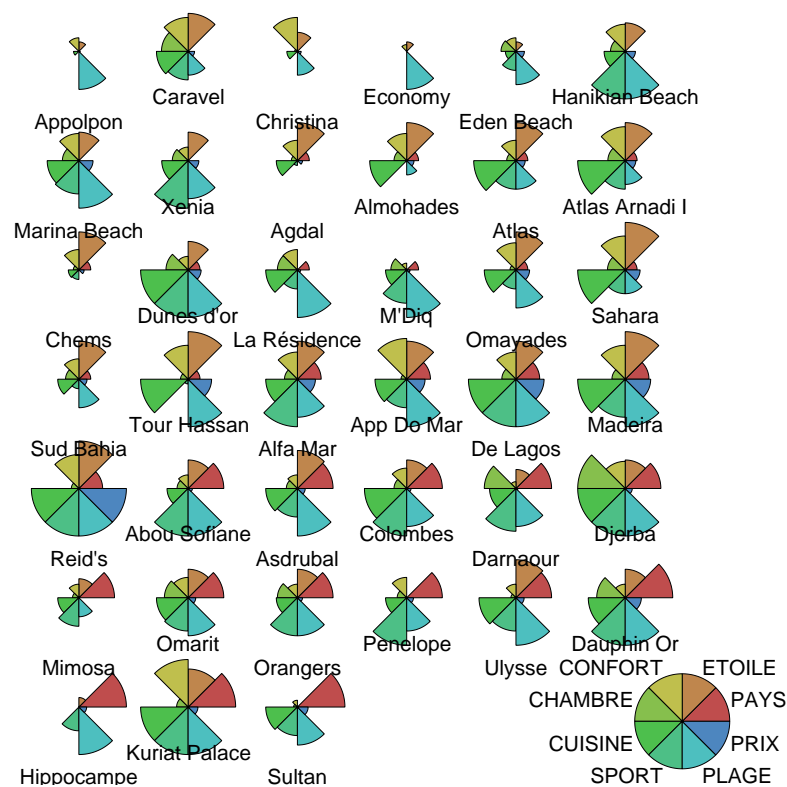 Appolpon
Caravel
Christina
Economy
Eden Beach
Hanikian Beach
Marina Beach
Xenia
Agdal
Almohades
Atlas
Atlas Arnadi I
Chems
Dunes d'or
La Résidence
M'Diq
Omayades
Sahara
Sud Bahia
Tour Hassan
Alfa Mar
App Do Mar
De Lagos
Madeira
Reid's
Abou Sofiane
Asdrubal
Colombes
Darnaour
Djerba
Mimosa
Omarit
Orangers
Penelope
Ulysse
Dauphin Or
Hippocampe
Kuriat Palace
Sultan
CONFORT
ETOILE
CHAMBRE
PAYS
CUISINE
PRIX
SPORT
PLAGE